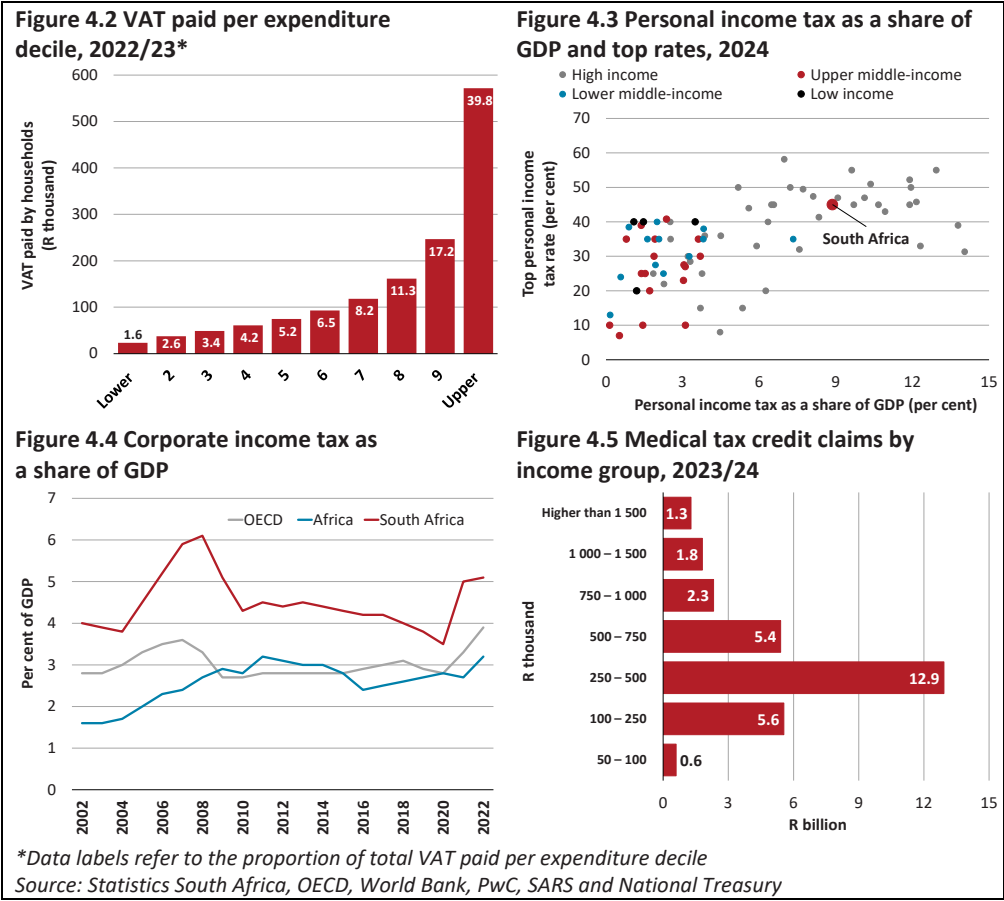 Figure 4.2 VAT paid per expenditure
decile, 2022/23*
VAT paid by households
(R thousand)
600
500
400
300
200
100
0
1.6
2.6
3.4
4.2
5.2
6.5
8.2
11.3
17.2
39.8
Lower
2
3
4
5
6
7
8
9
Upper
Figure 4.3 Personal income tax as a share of
GDP and top rates, 2024
High income
Upper middle-income
Lower middle-income
Low income
Top personal income
tax rate (per cent)
70
60
50
40
30
20
10
0
South Africa
0
3
6
9
12
15
Personal income tax as a share of GDP (per cent)
Figure 4.4 Corporate income tax as
a share of GDP
Per cent of GDP
7
6
5
4
3
2
1
0
OECD
Africa
South Africa
2002
2004
2006
2008
2010
2012
2014
2016
2018
2020
2022
Figure 4.5 Medical tax credit claims by
income group, 2023/24
R thousand
Higher than 1 500
1.3
1 000 – 1 500
1.8
750 – 1 000
2.3
500 – 750
5.4
250 – 500
12.9
100 – 250
5.6
50 – 100
0.6
0
3
6
9
12
15
R billion
*Data labels refer to the proportion of total VAT paid per expenditure decile
Source: Statistics South Africa, OECD, World Bank, PwC, SARS and National Treasury